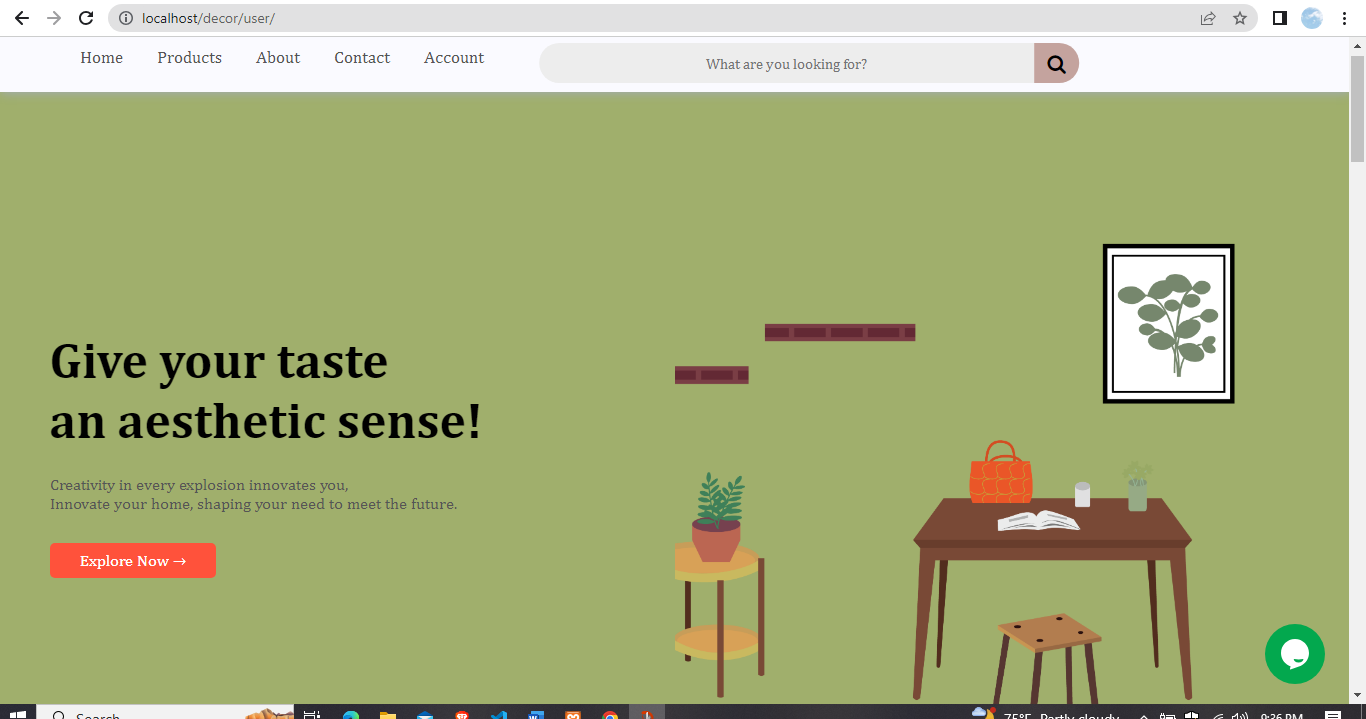 localhost/decor/user/
Home Products About Contact Account What are you looking for?
Give your taste
an aesthetic sense!
Creativity in every explosion innovates you,
Innovate your home, shaping your need to meet the future.
Explore Now →
Search 75°F Partly cloudy 9:26 PM